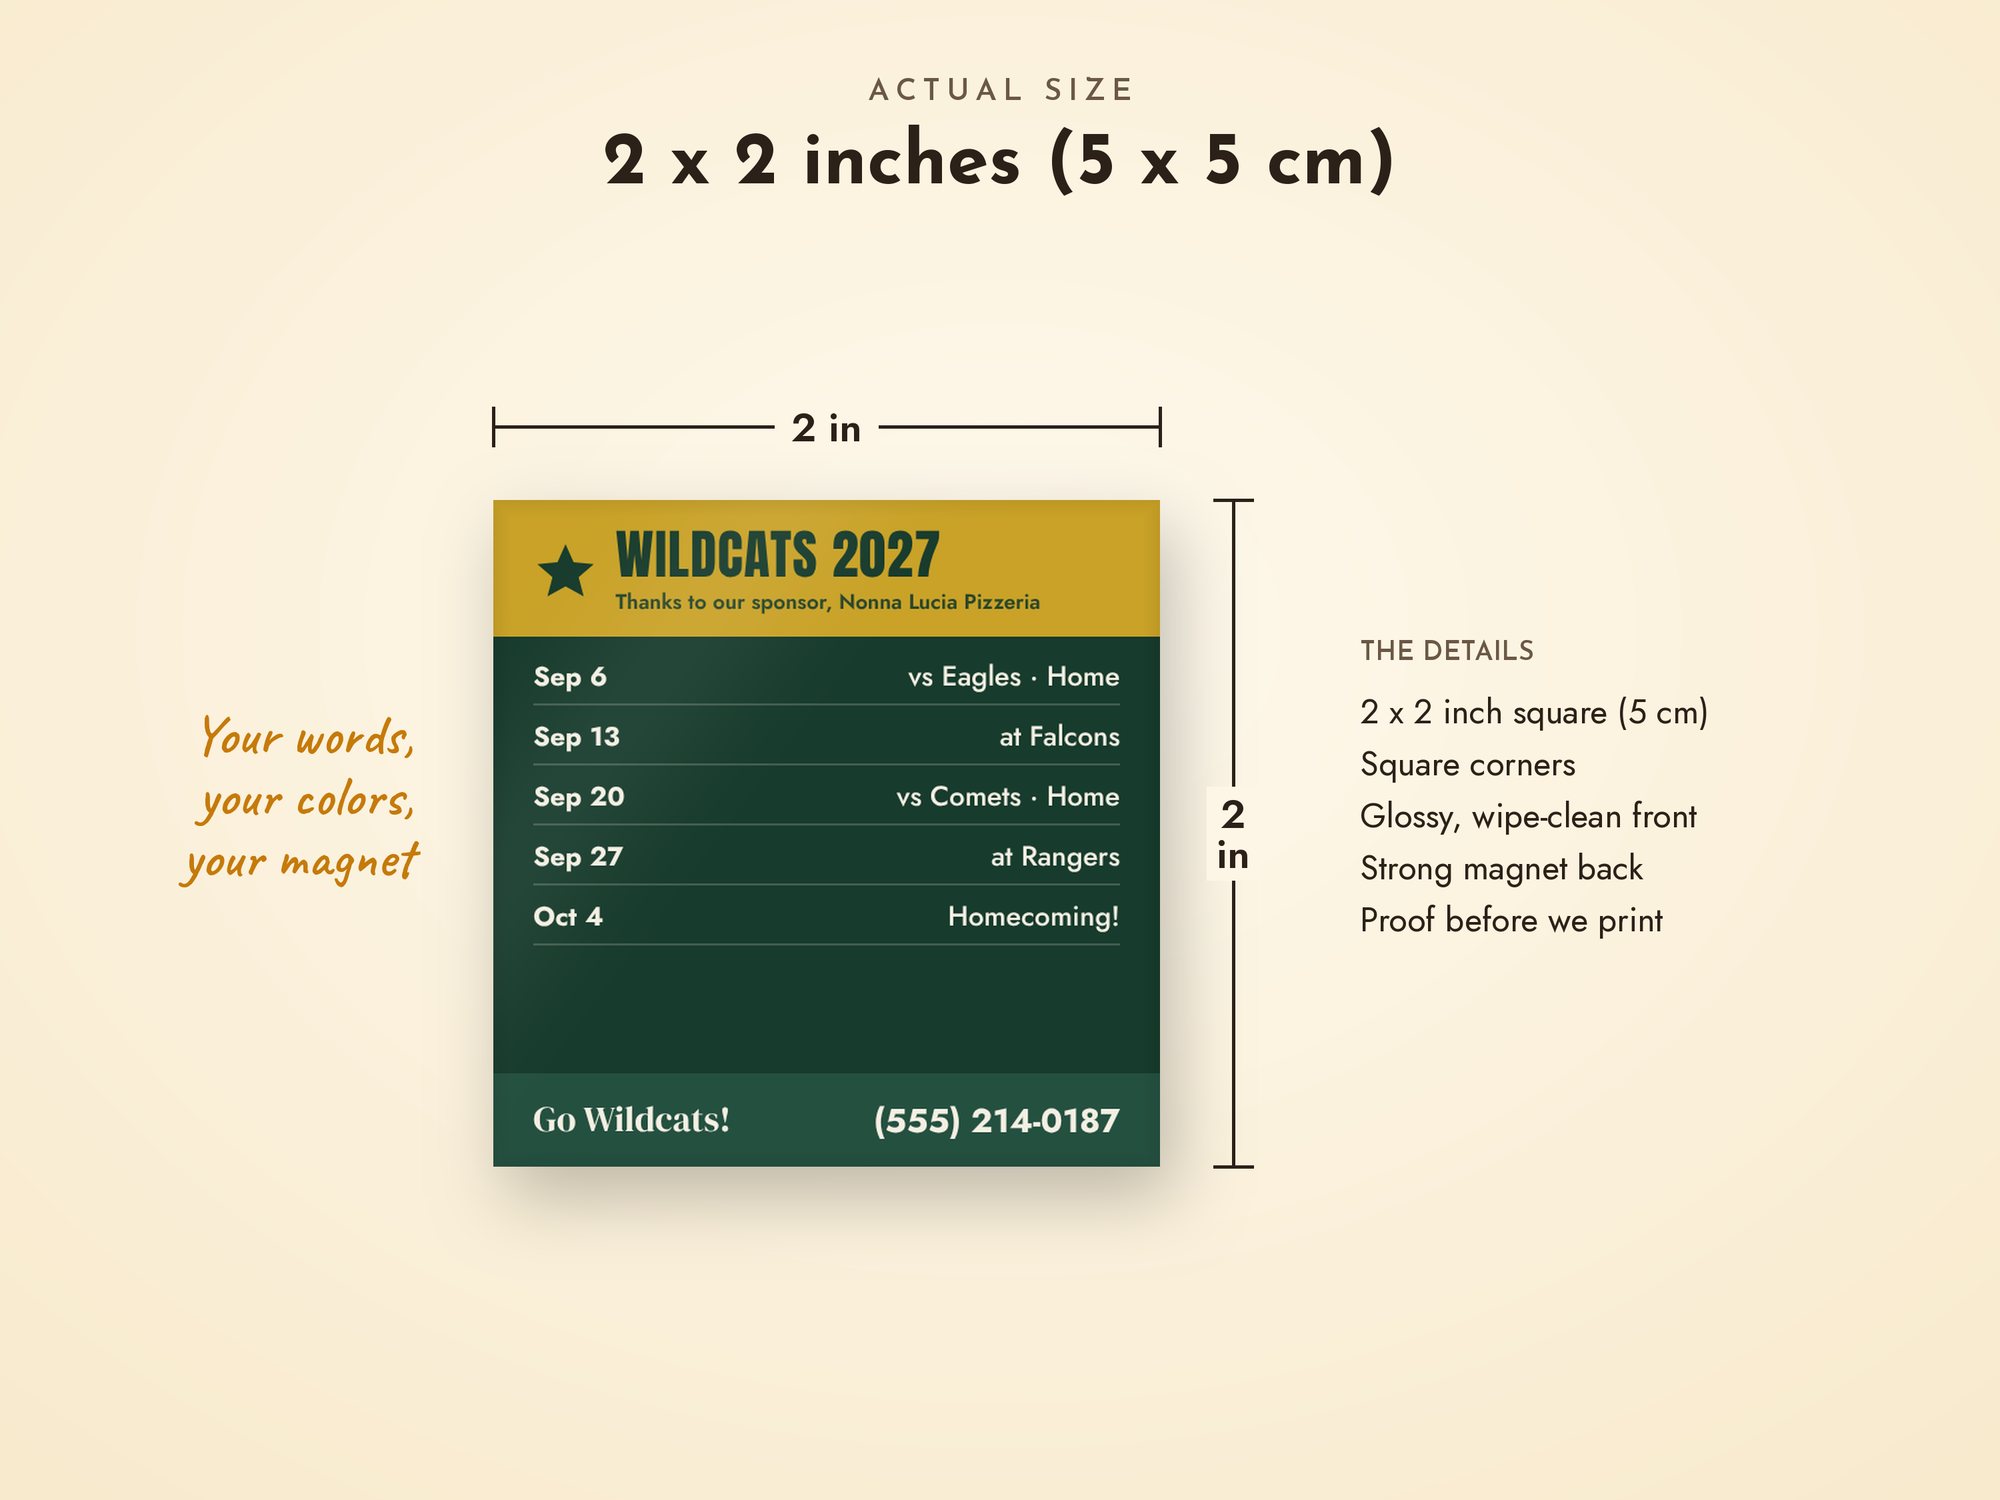 ACTUAL SIZE
2 x 2 inches (5 x 5 cm)
2 in
WILDCATS 2027
Thanks to our sponsor, Nonna Lucia Pizzeria
Sep 6 vs Eagles · Home
Sep 13 at Falcons
Sep 20 vs Comets · Home
Sep 27 at Rangers
Oct 4 Homecoming!
Go Wildcats! (555) 214-0187
Your words,
your colors,
your magnet
2
in
THE DETAILS
2 x 2 inch square (5 cm)
Square corners
Glossy, wipe-clean front
Strong magnet back
Proof before we print